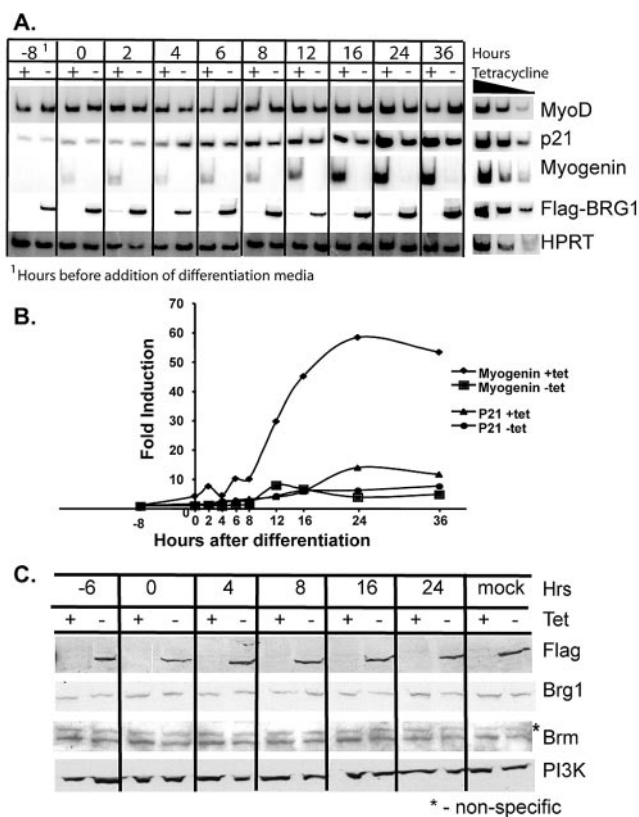 A.
-8 1 0 2 4 6 8 12 16 24 36 Hours
+ - + - + - + - + - + - + - + - + - + - Tetracycline
MyoD
p21
Myogenin
Flag-BRG1
HPRT
1Hours before addition of differentiation media
B.
Fold Induction
70
60
50
40
30
20
10
-8 0 2 4 6 8 12 16 24 36
Hours after differentiation
Myogenin +tet
Myogenin -tet
P21 +tet
P21 -tet
C.
-6 0 4 8 16 24 mock Hrs
+ - + - + - + - + - + - + - Tet
Flag
Brg1
*
Brm
PI3K
* - non-specific